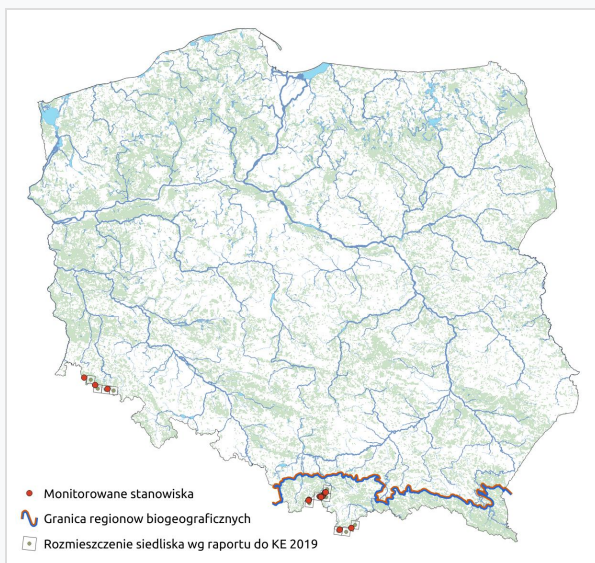 Monitorowane stanowiska
Granica regionow biogeograficznych
Rozmieszczenie siedliska wg raportu do KE 2019